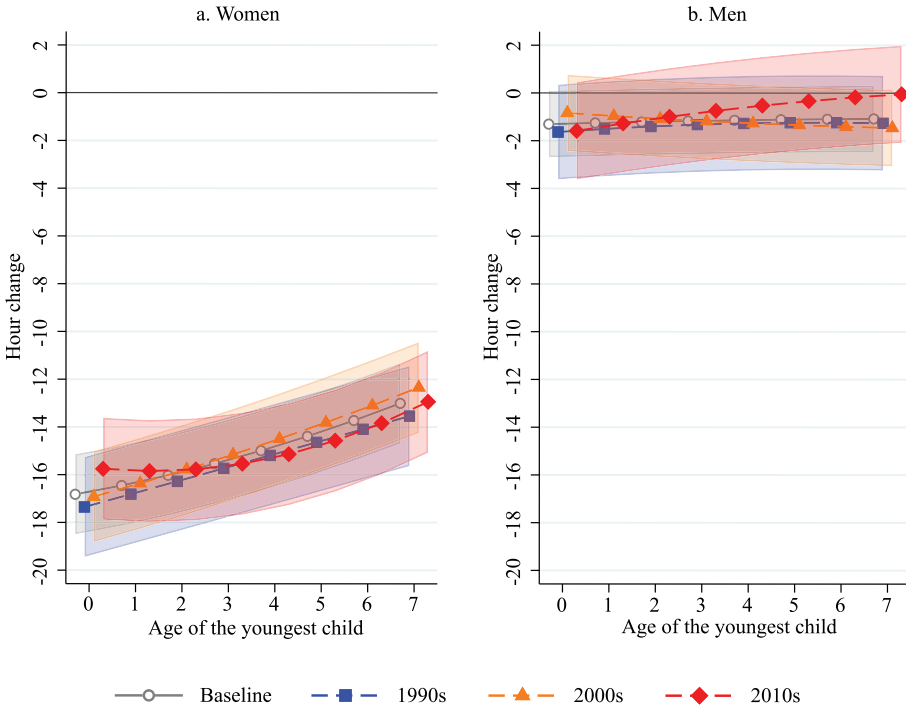 a. Women
b. Men
Hour change
2
0
-2
-4
-6
-8
-10
-12
-14
-16
-18
-20
0 1 2 3 4 5 6 7
Age of the youngest child
Hour change
2
0
-2
-4
-6
-8
-10
-12
-14
-16
-18
-20
0 1 2 3 4 5 6 7
Age of the youngest child
Baseline 1990s 2000s 2010s